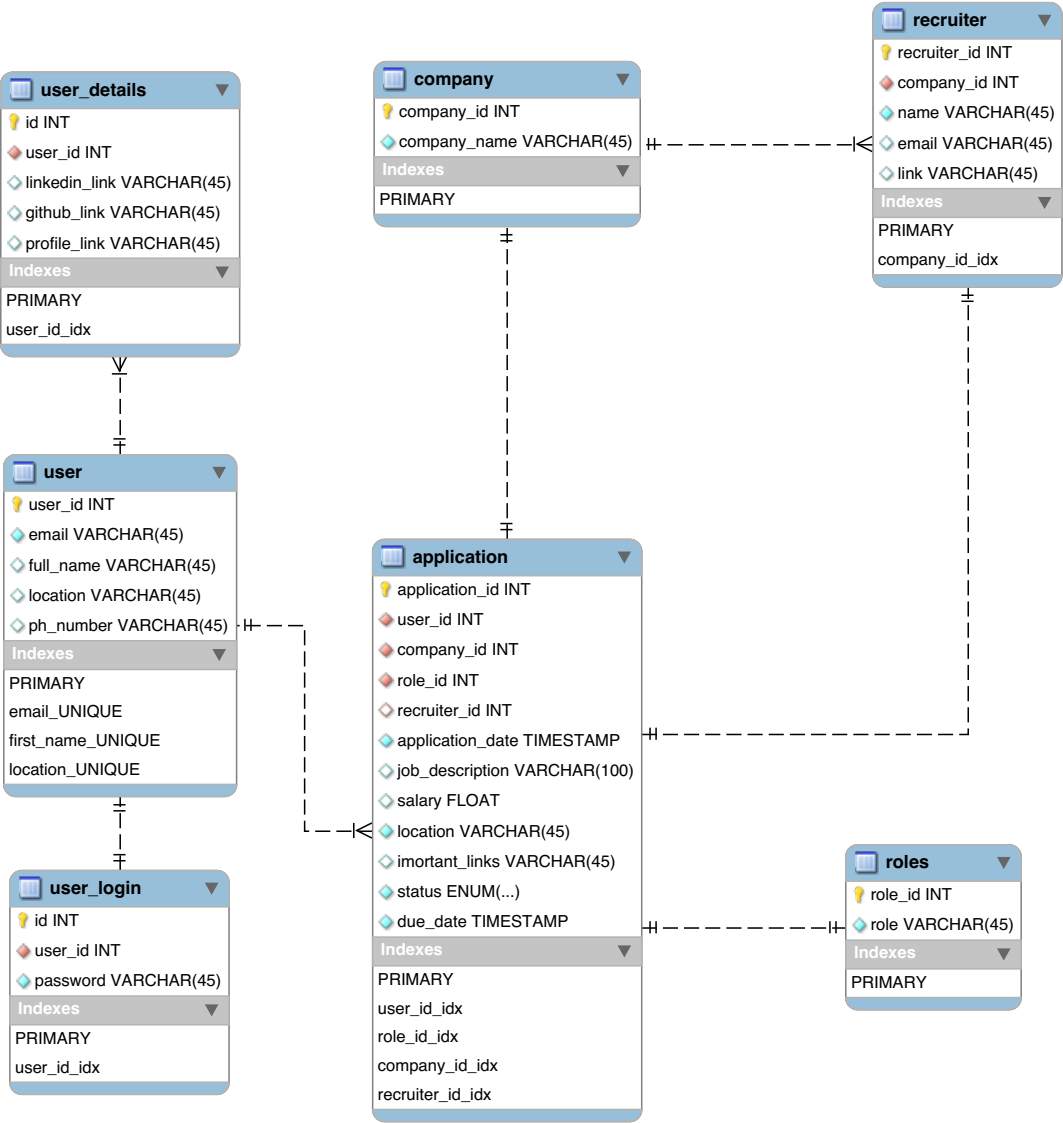 user_details
id INT
user_id INT
linkedin_link VARCHAR(45)
github_link VARCHAR(45)
profile_link VARCHAR(45)
Indexes
PRIMARY
user_id_idx
company
company_id INT
company_name VARCHAR(45)
Indexes
PRIMARY
recruiter
recruiter_id INT
company_id INT
name VARCHAR(45)
email VARCHAR(45)
link VARCHAR(45)
Indexes
PRIMARY
company_id_idx
user
user_id INT
email VARCHAR(45)
full_name VARCHAR(45)
location VARCHAR(45)
ph_number VARCHAR(45)
Indexes
PRIMARY
email_UNIQUE
first_name_UNIQUE
location_UNIQUE
application
application_id INT
user_id INT
company_id INT
role_id INT
recruiter_id INT
application_date TIMESTAMP
job_description VARCHAR(100)
salary FLOAT
location VARCHAR(45)
imortant_links VARCHAR(45)
status ENUM(...)
due_date TIMESTAMP
Indexes
PRIMARY
user_id_idx
role_id_idx
company_id_idx
recruiter_id_idx
user_login
id INT
user_id INT
password VARCHAR(45)
Indexes
PRIMARY
user_id_idx
roles
role_id INT
role VARCHAR(45)
Indexes
PRIMARY